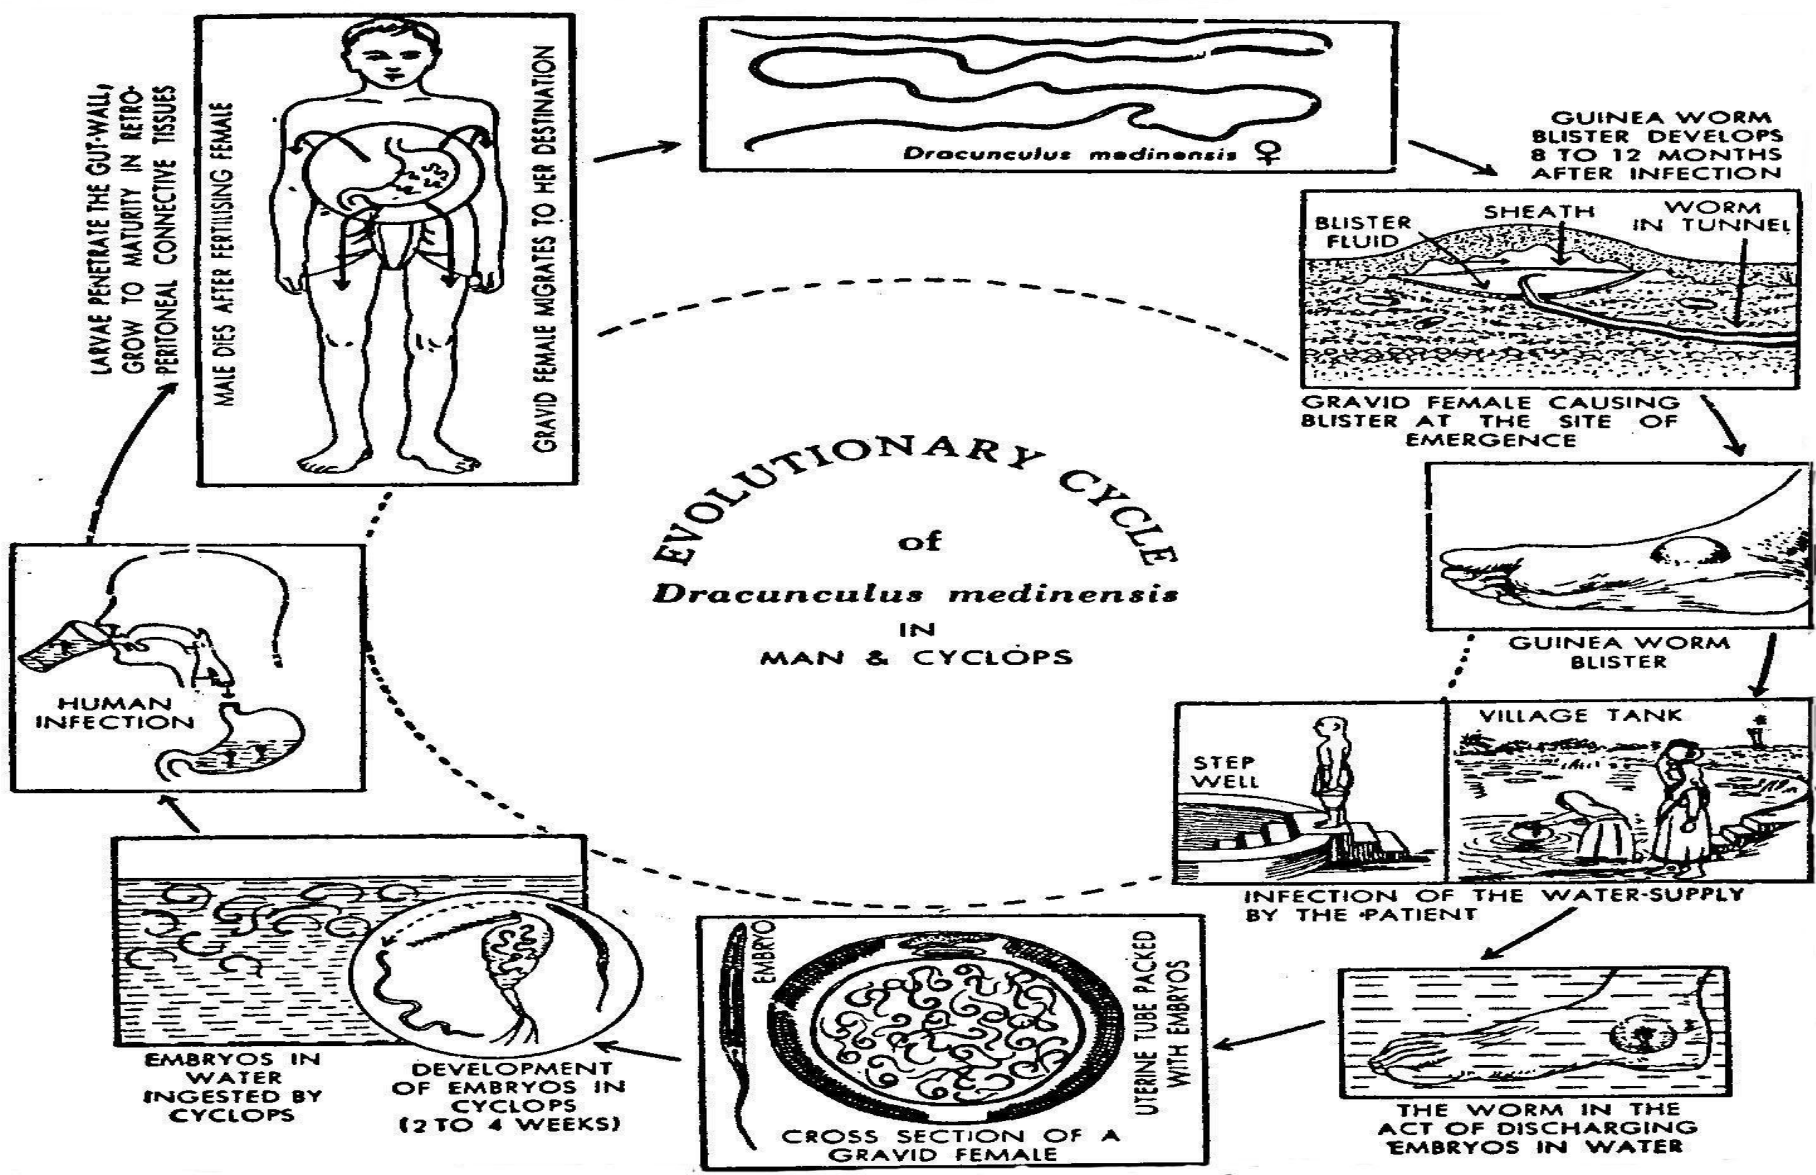 LARVAE PENETRATE THE GUT-WALL,
GROW TO MATURITY IN RETRO-
PERITONEAL CONNECTIVE TISSUES
MALE DIES AFTER FERTILISING FEMALE
GRAVID FEMALE MIGRATES TO HER DESTINATION
Dracunculus medinensis ♀
GUINEA WORM
BLISTER DEVELOPS
8 TO 12 MONTHS
AFTER INFECTION
BLISTER
FLUID
SHEATH
WORM
IN TUNNEL
GRAVID FEMALE CAUSING
BLISTER AT THE SITE OF
EMERGENCE
GUINEA WORM
BLISTER
STEP
WELL
VILLAGE TANK
INFECTION OF THE WATER-SUPPLY
BY THE PATIENT
THE WORM IN THE
ACT OF DISCHARGING
EMBRYOS IN WATER
EMBRYO
UTERINE TUBE PACKED
WITH EMBRYOS
CROSS SECTION OF A
GRAVID FEMALE
DEVELOPMENT
OF EMBRYOS IN
CYCLOPS
(2 TO 4 WEEKS)
EMBRYOS IN
WATER
INGESTED BY
CYCLOPS
HUMAN
INFECTION
EVOLUTIONARY CYCLE
of
Dracunculus medinensis
IN
MAN & CYCLOPS